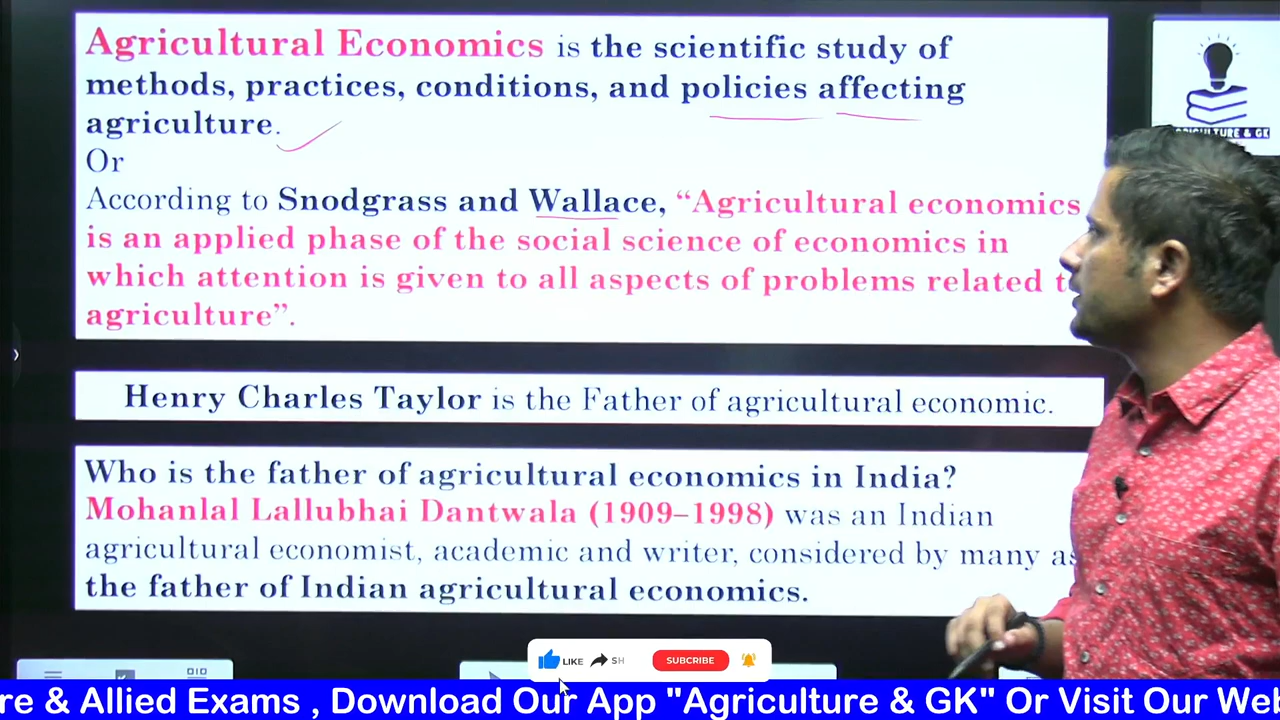 Agricultural Economics is the scientific study of
methods, practices, conditions, and policies affecting
agriculture.
Or
According to Snodgrass and Wallace, “Agricultural economics
is an applied phase of the social science of economics in
which attention is given to all aspects of problems related t
agriculture”.
Henry Charles Taylor is the Father of agricultural economic.
Who is the father of agricultural economics in India?
Mohanlal Lallubhai Dantwala (1909–1998) was an Indian
agricultural economist, academic and writer, considered by many as
the father of Indian agricultural economics.
& GK
LIKE SH SUBSCRIBE
re & Allied Exams , Download Our App "Agriculture & GK" Or Visit Our Web